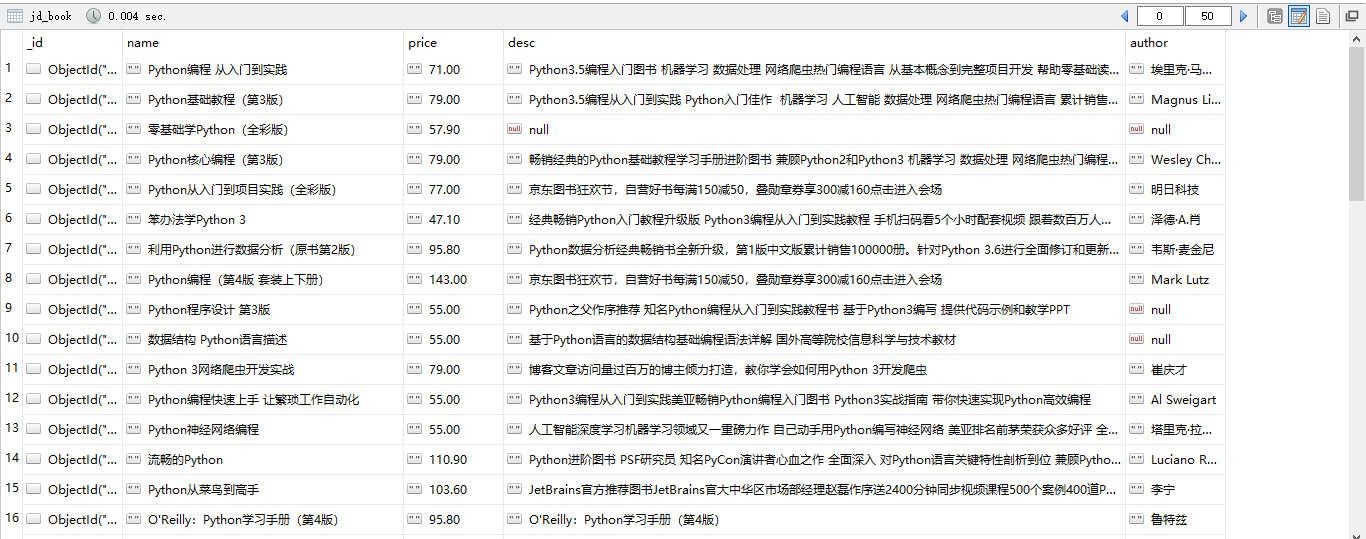 jd_book 0.004 sec. 0 50
_id name price desc author
1 ObjectId("... Python编程 从入门到实践 71.00 Python3.5编程入门图书 机器学习 数据处理 网络爬虫热门编程语言 从基本概念到完整项目开发 帮助零基础读... 埃里克·马...
2 ObjectId("... Python基础教程（第3版） 79.00 Python3.5编程从入门到实践 Python入门佳作 机器学习 人工智能 数据处理 网络爬虫热门编程语言 累计销售... Magnus Li...
3 ObjectId("... 零基础学Python（全彩版） 57.90 null null
4 ObjectId("... Python核心编程（第3版） 79.00 畅销经典的Python基础教程学习手册进阶图书 兼顾Python2和Python3 机器学习 数据处理 网络爬虫热门编程... Wesley Ch...
5 ObjectId("... Python从入门到项目实践（全彩版） 77.00 京东图书狂欢节，自营好书每满150减50，叠勋章券享300减160点击进入会场 明日科技
6 ObjectId("... 笨办法学Python 3 47.10 经典畅销Python入门教程升级版 Python3编程从入门到实践教程 手机扫码看5个小时配套视频 跟着数百万人... 泽德·A.肖
7 ObjectId("... 利用Python进行数据分析（原书第2版） 95.80 Python数据分析经典畅销书全新升级，第1版中文版累计销售100000册。针对Python 3.6进行全面修订和更新... 韦斯·麦金尼
8 ObjectId("... Python编程（第4版 套装上下册） 143.00 京东图书狂欢节，自营好书每满150减50，叠勋章券享300减160点击进入会场 Mark Lutz
9 ObjectId("... Python程序设计 第3版 55.00 Python之父作序推荐 知名Python编程从入门到实践教程书 基于Python3编写 提供代码示例和教学PPT null
10 ObjectId("... 数据结构 Python语言描述 55.00 基于Python语言的数据结构基础编程语法详解 国外高等院校信息科学与技术教材 null
11 ObjectId("... Python 3网络爬虫开发实战 79.00 博客文章访问量过百万的博主倾力打造，教你学会如何用Python 3开发爬虫 崔庆才
12 ObjectId("... Python编程快速上手 让繁琐工作自动化 55.00 Python3编程从入门到实践美亚畅销Python编程入门图书 Python3实战指南 带你快速实现Python高效编程 Al Sweigart
13 ObjectId("... Python神经网络编程 55.00 人工智能深度学习机器学习领域又一重磅力作 自己动手用Python编写神经网络 美亚排名前茅荣获众多好评 全... 塔里克·拉...
14 ObjectId("... 流畅的Python 110.90 Python进阶图书 PSF研究员 知名PyCon演讲者心血之作 全面深入 对Python语言关键特性剖析到位 兼顾Pytho... Luciano R...
15 ObjectId("... Python从菜鸟到高手 103.60 JetBrains官方推荐图书JetBrains官大中华区市场部经理赵磊作序送2400分钟同步视频课程500个案例400道P... 李宁
16 ObjectId("... O'Reilly：Python学习手册（第4版） 95.80 O'Reilly：Python学习手册（第4版） 鲁特兹